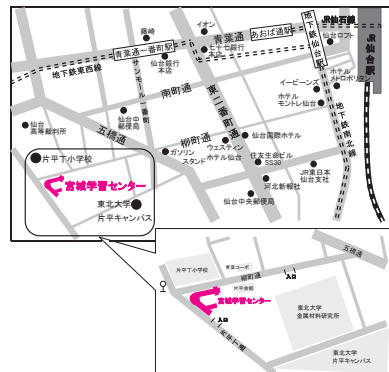 JR仙石線
イオン
藤崎
青葉通
あおば通駅
仙台ロフト
JR仙台駅
青葉通一番町駅
七十七銀行
本店
地下鉄仙台駅
地下鉄東西線
仙台銀行
本店
サンモール一番町
南町通
東二番町通
イービーンズ
ホテル
メトロポリタン
ホテル
モントレ仙台
地下鉄南北線
仙台中
郵便局
仙台
高等裁判所
五橋通
柳町通
仙台国際ホテル
ガソリン
スタンド
ウェスティン
ホテル仙台
住友生命ビル
SS30
片平丁小学校
JR東日本
仙台支社
河北新報社
宮城学習センター
東北大学
片平キャンパス
仙台中央郵便局
五橋通
片平丁小学校
青葉コーポ
柳町通
片平会館
入口
宮城学習センター
東北大学
金属材料研究所
入口
東北大学
片平キャンパス